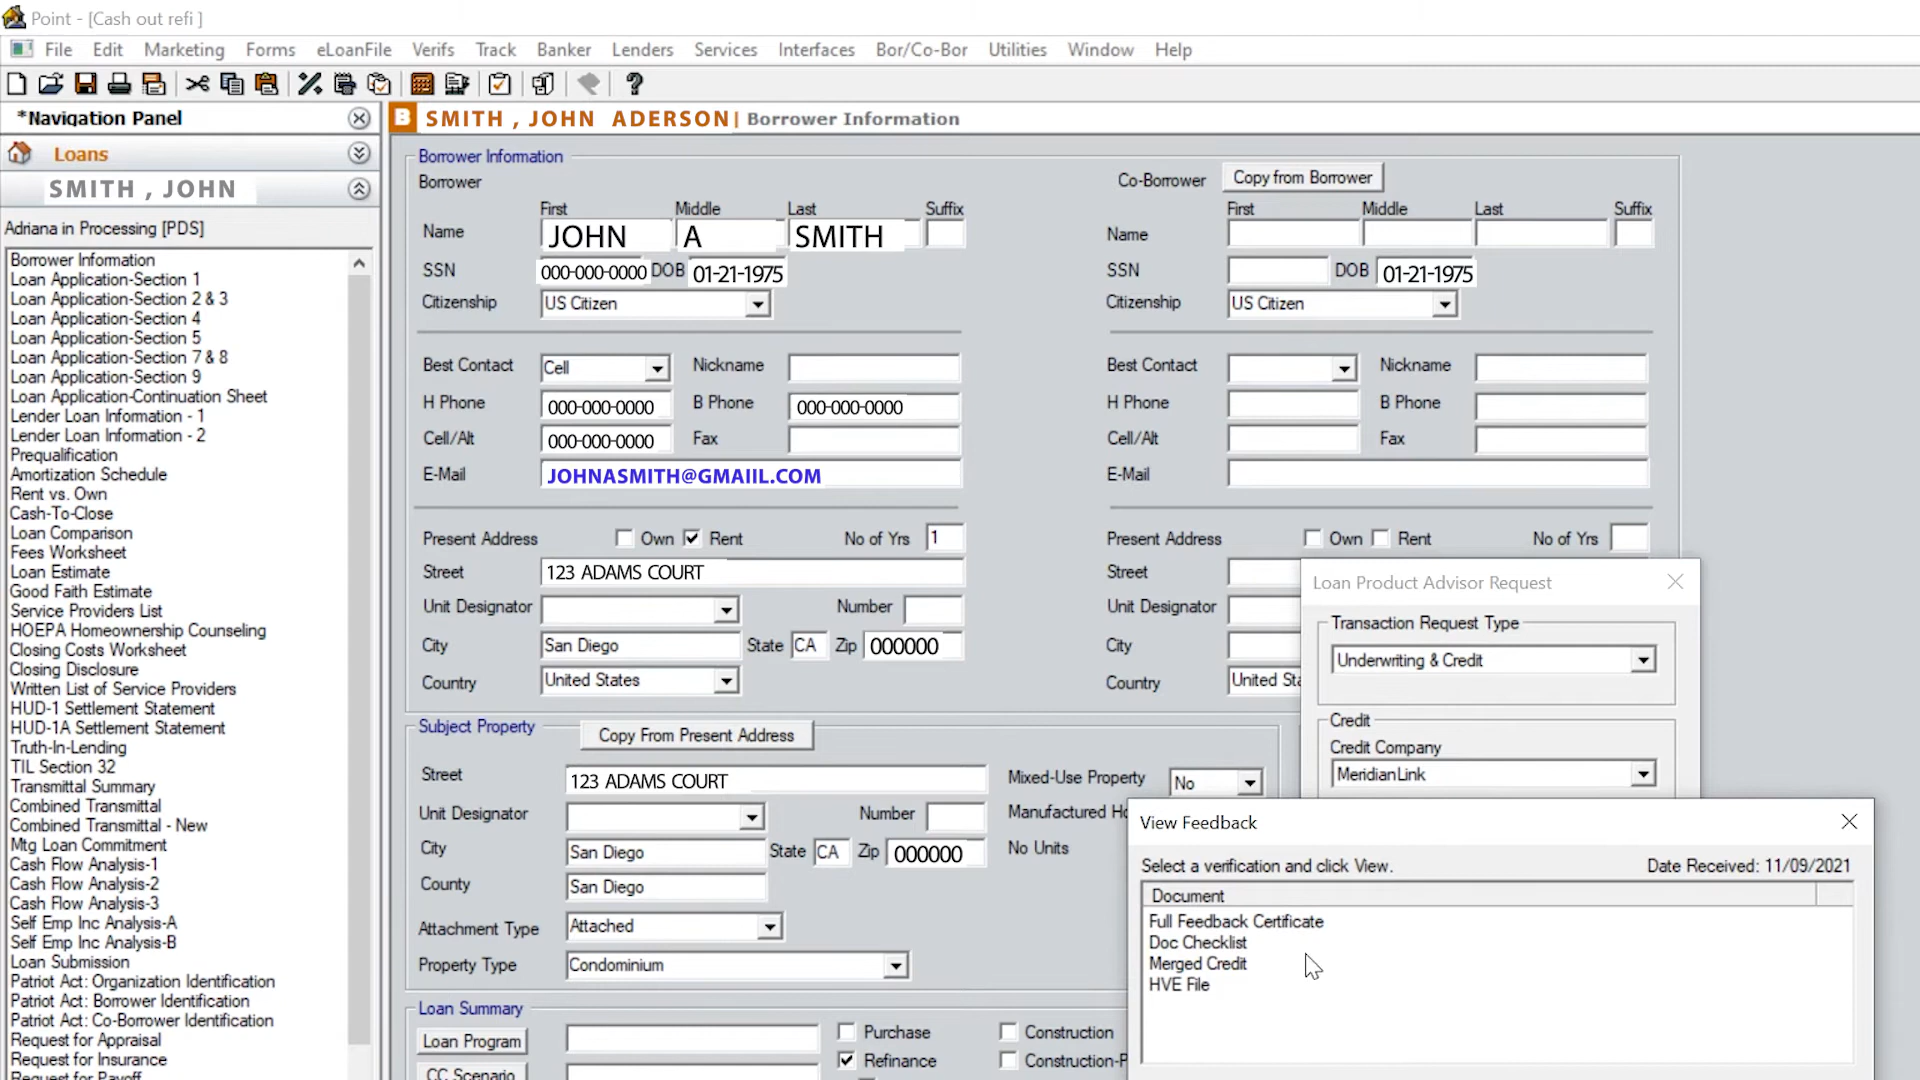 Point - [Cash out refi ]
File Edit Marketing Forms eLoanFile Verifs Track Banker Lenders Services Interfaces Bor/Co-Bor Utilities Window Help
*Navigation Panel
Loans
SMITH , JOHN
Adriana in Processing [PDS]
Borrower Information
Loan Application-Section 1
Loan Application-Section 2 & 3
Loan Application-Section 4
Loan Application-Section 5
Loan Application-Section 7 & 8
Loan Application-Section 9
Loan Application-Continuation Sheet
Lender Loan Information - 1
Lender Loan Information - 2
Prequalification
Amortization Schedule
Rent vs. Own
Cash-To-Close
Loan Comparison
Fees Worksheet
Loan Estimate
Good Faith Estimate
Service Providers List
HOEPA Homeownership Counseling
Closing Costs Worksheet
Closing Disclosure
Written List of Service Providers
HUD-1 Settlement Statement
HUD-1A Settlement Statement
Truth-In-Lending
TIL Section 32
Transmittal Summary
Combined Transmittal
Combined Transmittal - New
Mtg Loan Commitment
Cash Flow Analysis-1
Cash Flow Analysis-2
Cash Flow Analysis-3
Self Emp Inc Analysis-A
Self Emp Inc Analysis-B
Loan Submission
Patriot Act: Organization Identification
Patriot Act: Borrower Identification
Patriot Act: Co-Borrower Identification
Request for Appraisal
Request for Insurance
Request for Payoff
B SMITH , JOHN ADERSON | Borrower Information
Borrower Information
Borrower
First Middle Last Suffix
Name JOHN A SMITH
SSN 000-000-0000 DOB 01-21-1975
Citizenship US Citizen
Best Contact Cell Nickname
H Phone 000-000-0000 B Phone 000-000-0000
Cell/Alt 000-000-0000 Fax
E-Mail JOHNASMITH@GMAIIL.COM
Present Address Own Rent No of Yrs 1
Street 123 ADAMS COURT
Unit Designator Number
City San Diego State CA Zip 000000
Country United States
Co-Borrower Copy from Borrower
First Middle Last Suffix
Name
SSN DOB 01-21-1975
Citizenship US Citizen
Best Contact Nickname
H Phone B Phone
Cell/Alt Fax
E-Mail
Present Address Own Rent No of Yrs
Street
Unit Designator
City
Country United Sta
Subject Property Copy From Present Address
Street 123 ADAMS COURT
Unit Designator Number
City San Diego State CA Zip 000000
County San Diego
Attachment Type Attached
Property Type Condominium
Mixed-Use Property No
Manufactured Ho
No Units
Loan Summary
Loan Program Purchase Construction
CC Scenario Refinance Construction-P
Loan Product Advisor Request
Transaction Request Type
Underwriting & Credit
Credit
Credit Company
MeridianLink
View Feedback
Select a verification and click View. Date Received: 11/09/2021
Document
Full Feedback Certificate
Doc Checklist
Merged Credit
HVE File